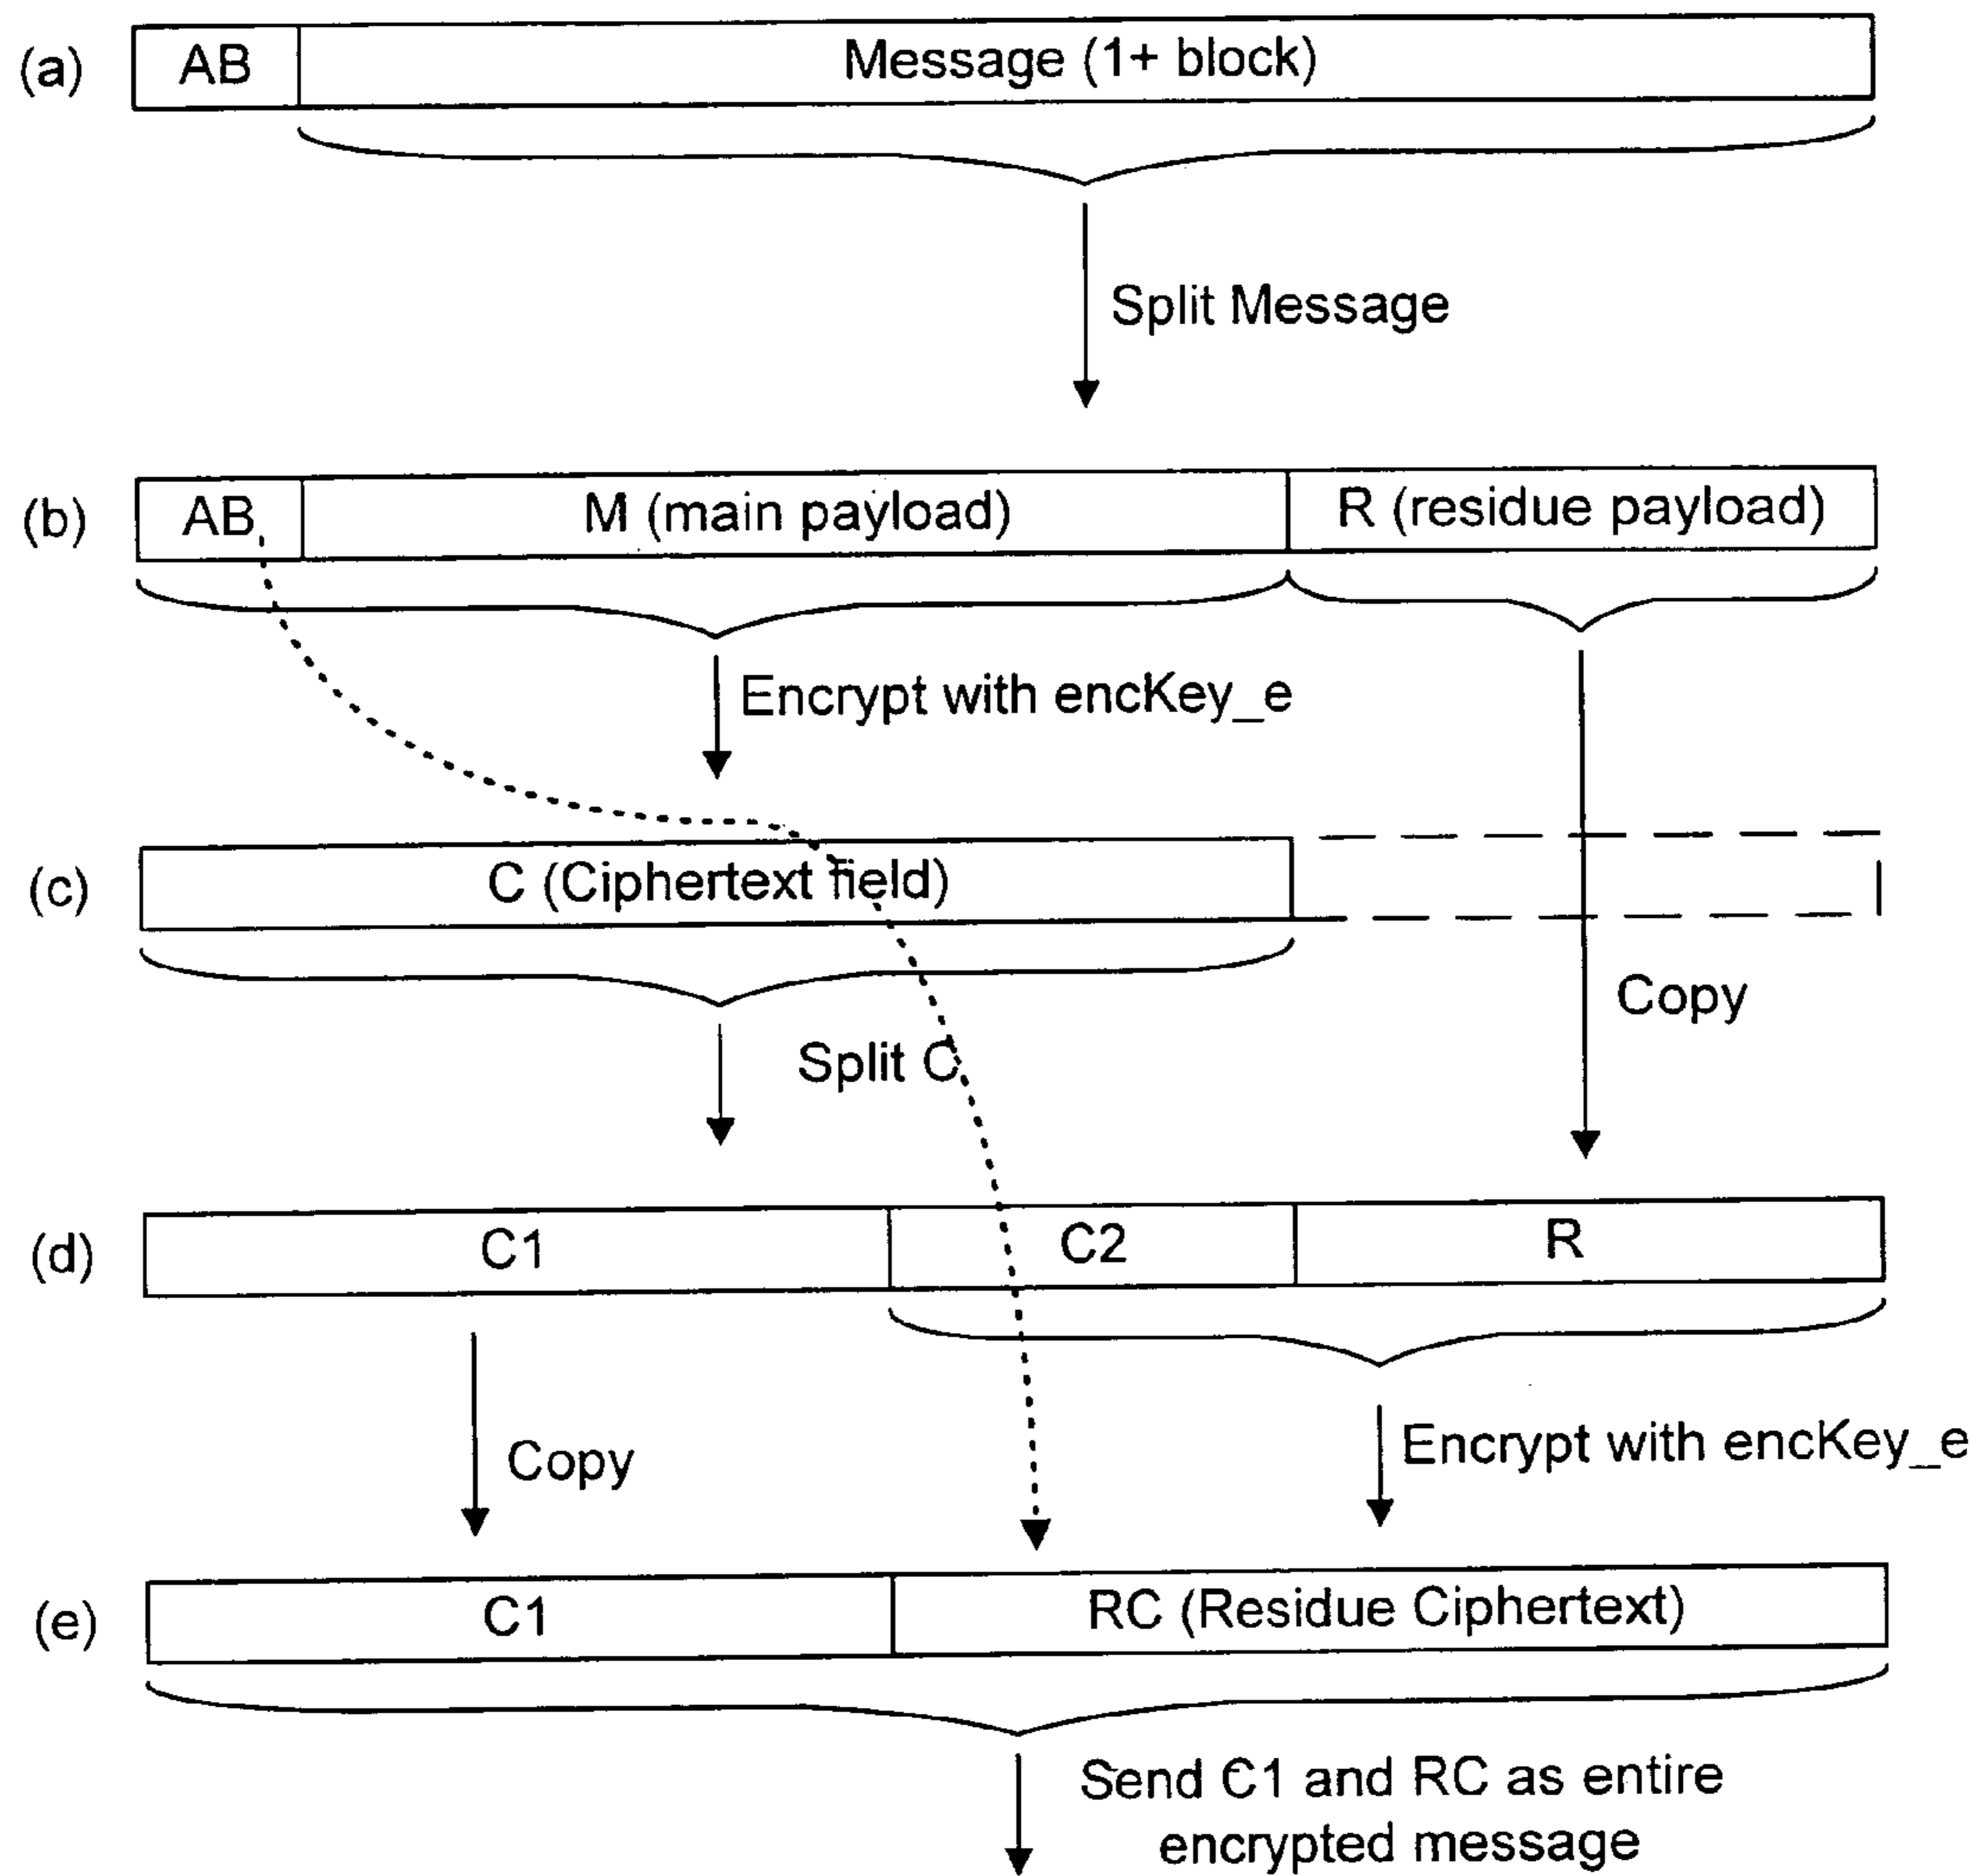 (a) AB Message (1+ block)
Split Message
(b) AB M (main payload) R (residue payload)
Encrypt with encKey_e
(c) C (Ciphertext field)
Copy
Split C
(d) C1 C2 R
Encrypt with encKey_e
Copy
(e) C1 RC (Residue Ciphertext)
Send C1 and RC as entire
encrypted message